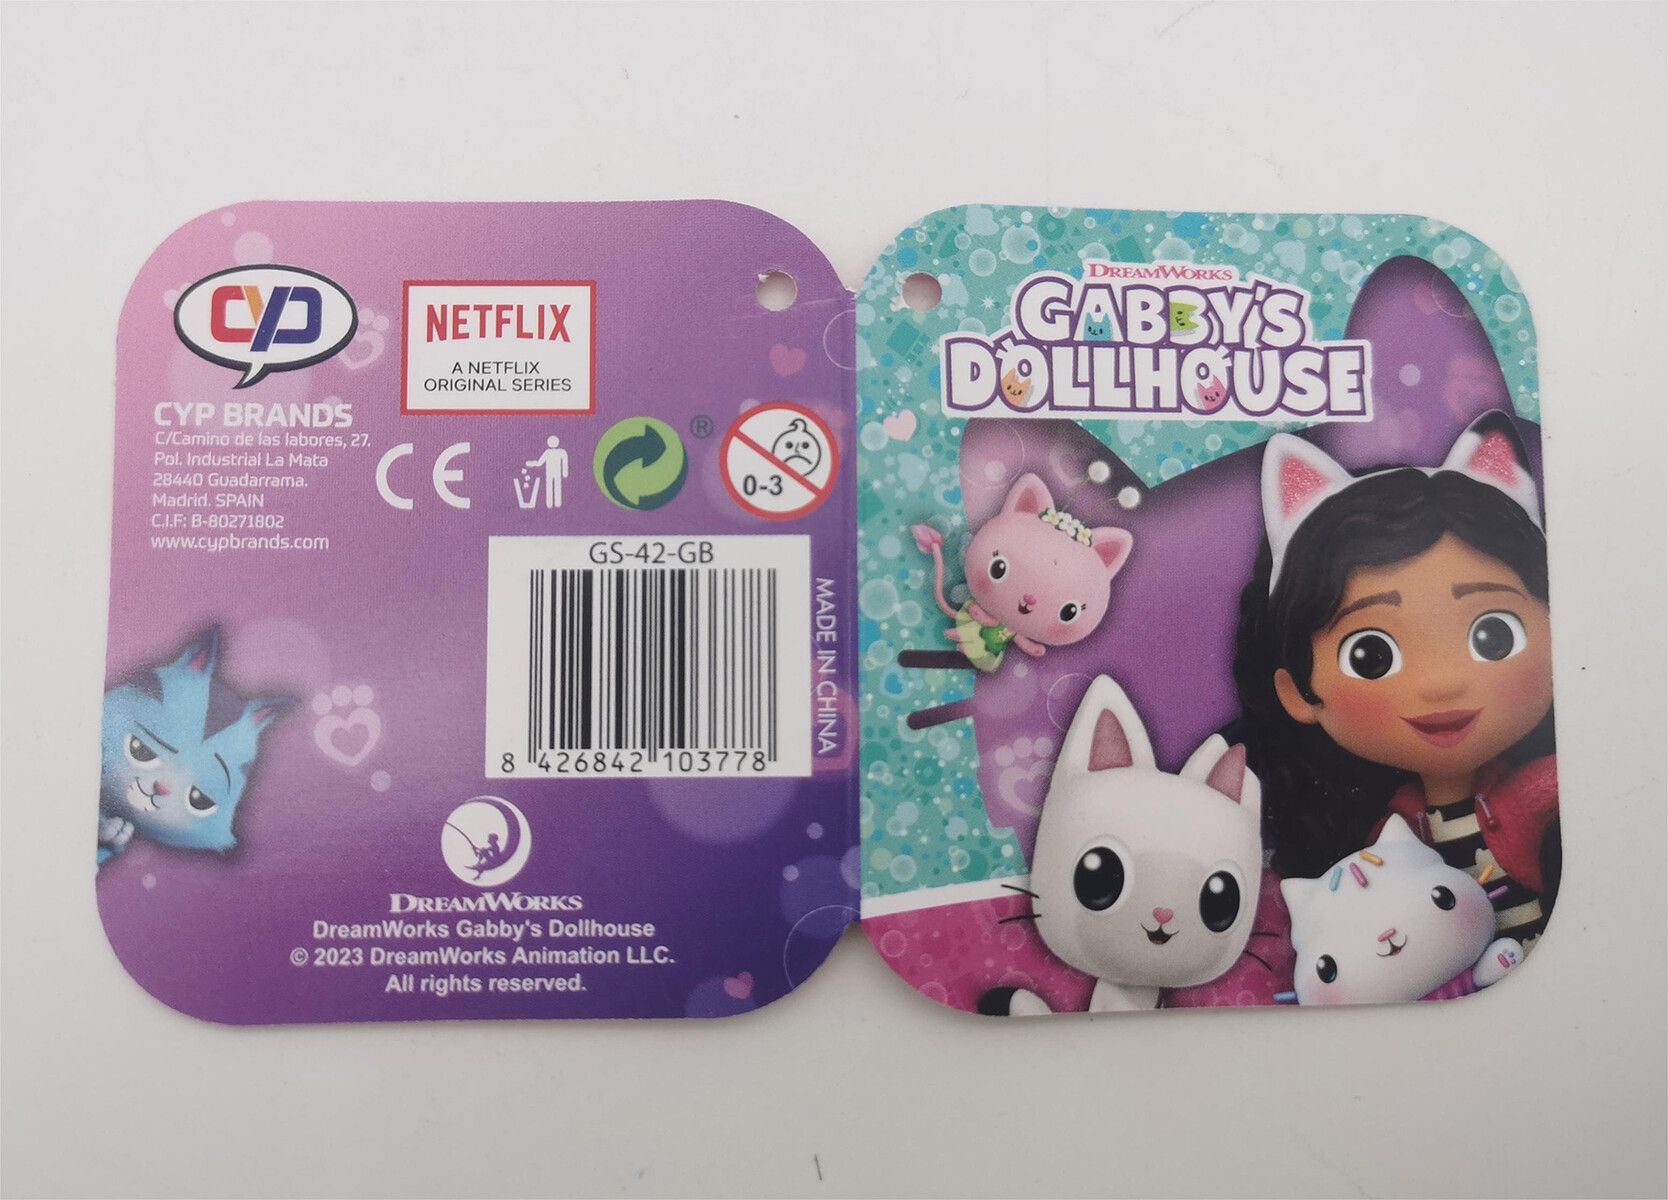 CYP
NETFLIX
A NETFLIX
ORIGINAL SERIES
CYP BRANDS
C/Camino de las labores, 27.
Pol. Industrial La Mata
28440 Guadarrama.
Madrid. SPAIN
C.I.F: B-80271802
www.cypbrands.com
CE
®
0-3
GS-42-GB
8 426842 103778
MADE IN CHINA
DREAMWORKS
DreamWorks Gabby's Dollhouse
© 2023 DreamWorks Animation LLC.
All rights reserved.
DREAMWORKS
GABBY'S
DOLLHOUSE